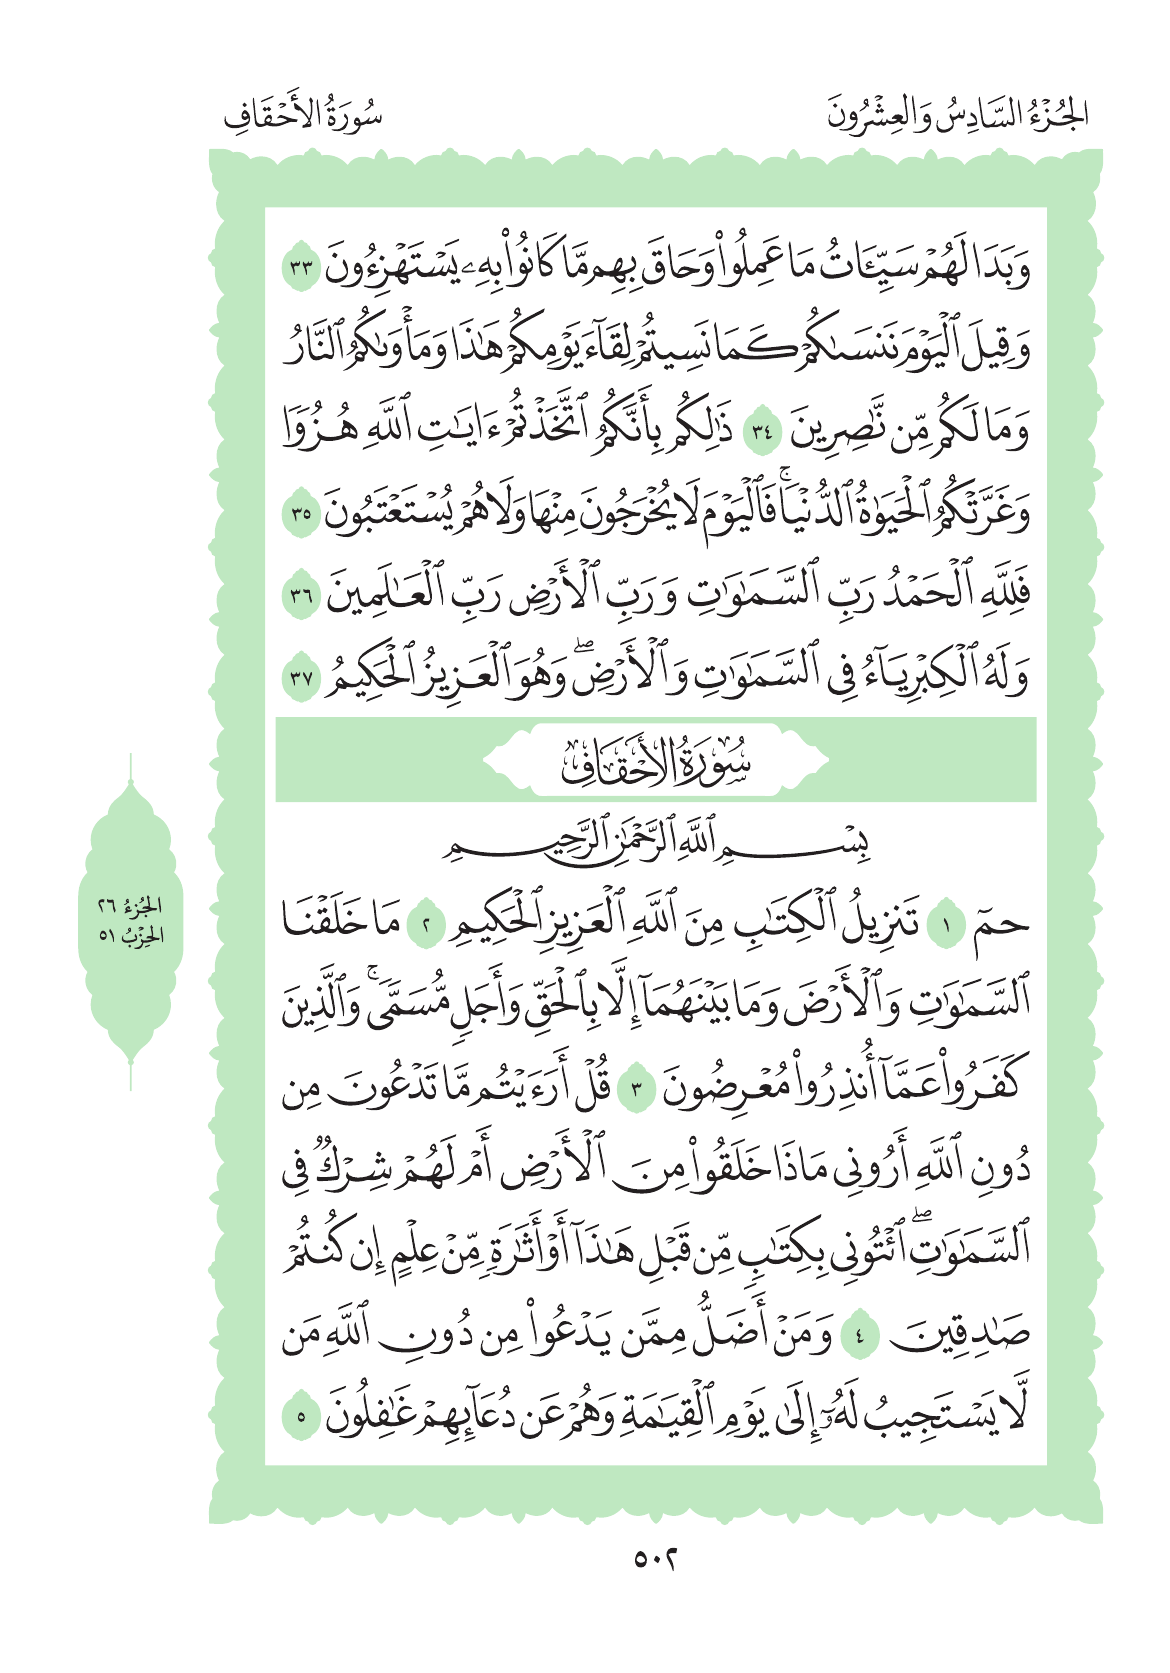 الجُزْءُ السَّادِسُ وَالعِشْرُونَ
سُورَةُ الأَحْقَافِ
وَبَدَا لَهُمْ سَيِّـَٔاتُ مَا عَمِلُوا۟ وَحَاقَ بِهِم مَّا كَانُوا۟ بِهِۦ يَسْتَهْزِءُونَ ٣٣
وَقِيلَ ٱلْيَوْمَ نَنسَىٰكُمْ كَمَا نَسِيتُمْ لِقَآءَ يَوْمِكُمْ هَٰذَا وَمَأْوَىٰكُمُ ٱلنَّارُ
وَمَا لَكُم مِّن نَّٰصِرِينَ ٣٤ ذَٰلِكُم بِأَنَّكُمُ ٱتَّخَذْتُمْ ءَايَٰتِ ٱللَّهِ هُزُوًا
وَغَرَّتْكُمُ ٱلْحَيَوٰةُ ٱلدُّنْيَا ۚ فَٱلْيَوْمَ لَا يُخْرَجُونَ مِنْهَا وَلَا هُمْ يُسْتَعْتَبُونَ ٣٥
فَلِلَّهِ ٱلْحَمْدُ رَبِّ ٱلسَّمَٰوَٰتِ وَرَبِّ ٱلْأَرْضِ رَبِّ ٱلْعَٰلَمِينَ ٣٦
وَلَهُ ٱلْكِبْرِيَآءُ فِى ٱلسَّمَٰوَٰتِ وَٱلْأَرْضِ ۖ وَهُوَ ٱلْعَزِيزُ ٱلْحَكِيمُ ٣٧
سُورَةُ الأَحْقَافِ
بِسْمِ ٱللَّهِ ٱلرَّحْمَٰنِ ٱلرَّحِيمِ
حمٓ ١ تَنزِيلُ ٱلْكِتَٰبِ مِنَ ٱللَّهِ ٱلْعَزِيزِ ٱلْحَكِيمِ ٢ مَا خَلَقْنَا
ٱلسَّمَٰوَٰتِ وَٱلْأَرْضَ وَمَا بَيْنَهُمَآ إِلَّا بِٱلْحَقِّ وَأَجَلٍ مُّسَمًّى ۚ وَٱلَّذِينَ
كَفَرُوا۟ عَمَّآ أُنذِرُوا۟ مُعْرِضُونَ ٣ قُلْ أَرَءَيْتُم مَّا تَدْعُونَ مِن
دُونِ ٱللَّهِ أَرُونِى مَاذَا خَلَقُوا۟ مِنَ ٱلْأَرْضِ أَمْ لَهُمْ شِرْكٌ فِى
ٱلسَّمَٰوَٰتِ ۖ ٱئْتُونِى بِكِتَٰبٍ مِّن قَبْلِ هَٰذَآ أَوْ أَثَٰرَةٍ مِّنْ عِلْمٍ إِن كُنتُمْ
صَٰدِقِينَ ٤ وَمَنْ أَضَلُّ مِمَّن يَدْعُوا۟ مِن دُونِ ٱللَّهِ مَن
لَّا يَسْتَجِيبُ لَهُۥٓ إِلَىٰ يَوْمِ ٱلْقِيَٰمَةِ وَهُمْ عَن دُعَآئِهِمْ غَٰفِلُونَ ٥
الجُزءُ ٢٦
الحِزْبُ ٥١
٥٠٢